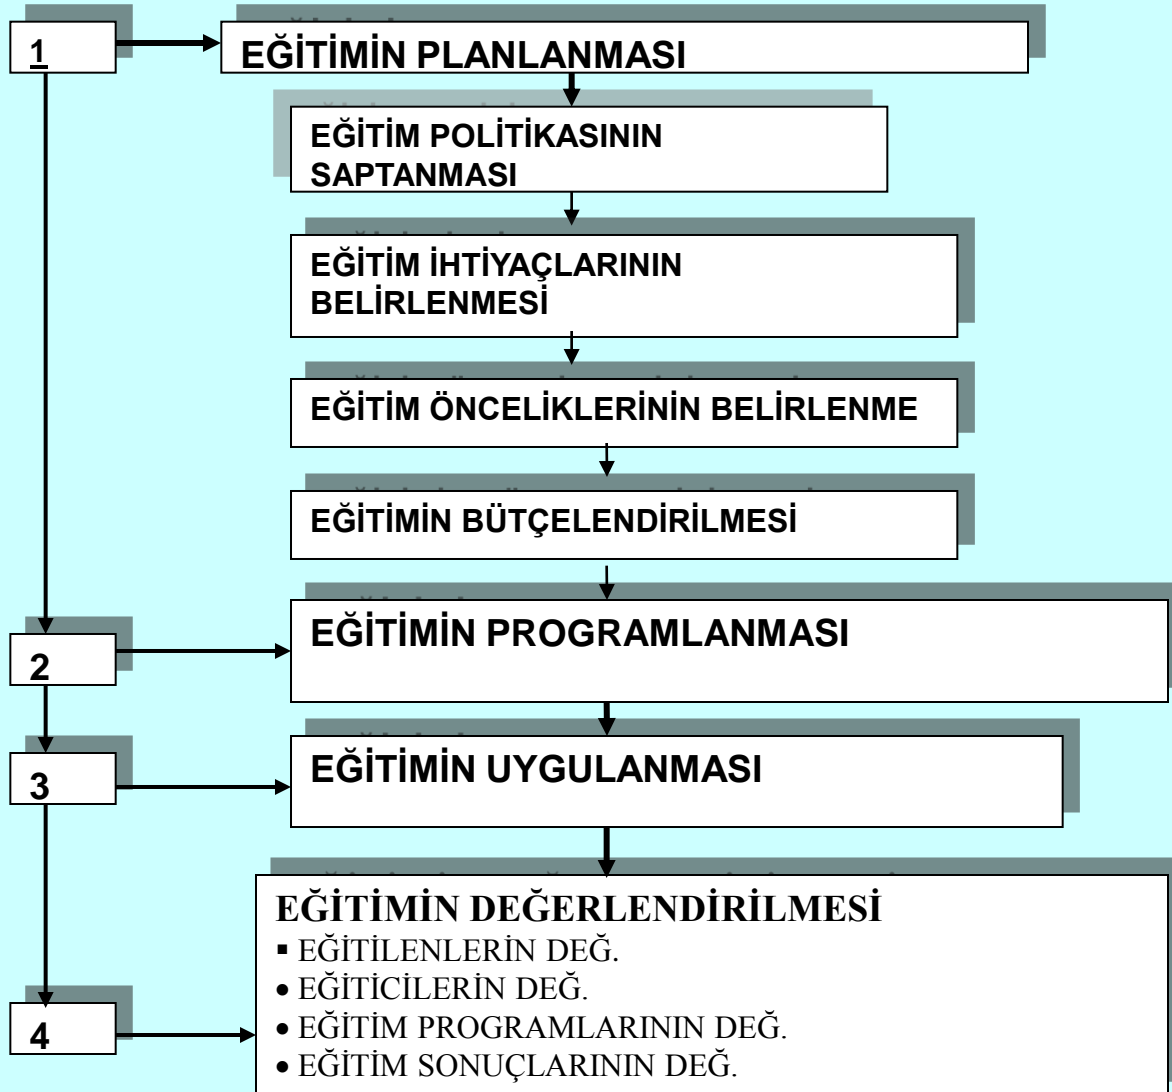 1
EĞİTİMİN PLANLANMASI
EĞİTİM POLİTİKASININ
SAPTANMASI
EĞİTİM İHTİYAÇLARININ
BELİRLENMESİ
EĞİTİM ÖNCELİKLERİNİN BELİRLENME
EĞİTİMİN BÜTÇELENDİRİLMESİ
2
EĞİTİMİN PROGRAMLANMASI
3
EĞİTİMİN UYGULANMASI
4
EĞİTİMİN DEĞERLENDİRİLMESİ
▪ EĞİTİLENLERİN DEĞ.
• EĞİTİCİLERİN DEĞ.
• EĞİTİM PROGRAMLARININ DEĞ.
• EĞİTİM SONUÇLARININ DEĞ.